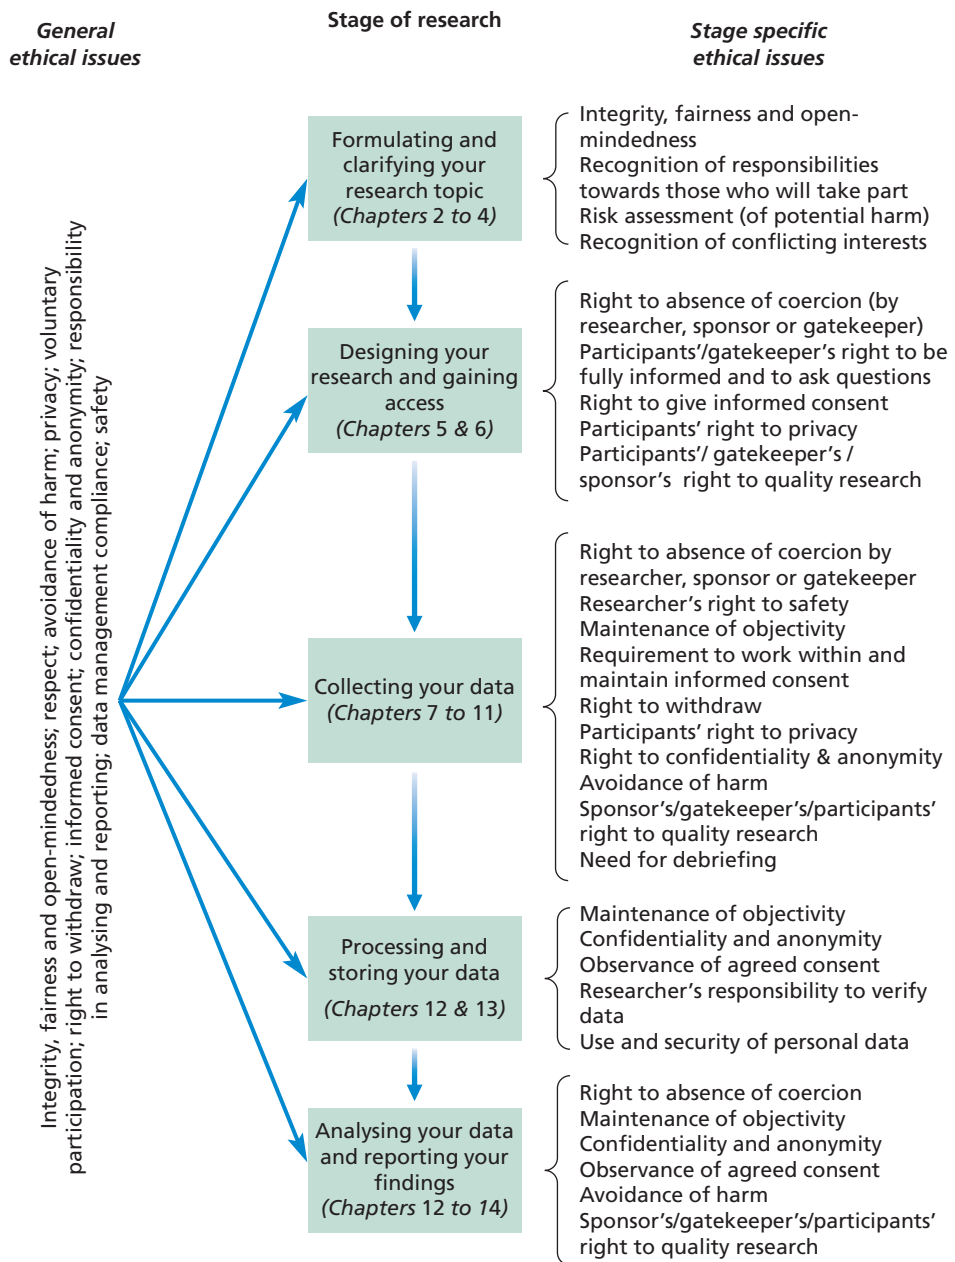 General
ethical issues
Stage of research
Stage specific
ethical issues
Integrity, fairness and open-mindedness; respect; avoidance of harm; privacy; voluntary
participation; right to withdraw; informed consent; confidentiality and anonymity; responsibility
in analysing and reporting; data management compliance; safety
Formulating and
clarifying your
research topic
(Chapters 2 to 4)
Integrity, fairness and open-
mindedness
Recognition of responsibilities
towards those who will take part
Risk assessment (of potential harm)
Recognition of conflicting interests
Designing your
research and gaining
access
(Chapters 5 & 6)
Right to absence of coercion (by
researcher, sponsor or gatekeeper)
Participants’/gatekeeper’s right to be
fully informed and to ask questions
Right to give informed consent
Participants’ right to privacy
Participants’/ gatekeeper’s /
sponsor’s right to quality research
Collecting your data
(Chapters 7 to 11)
Right to absence of coercion by
researcher, sponsor or gatekeeper
Researcher’s right to safety
Maintenance of objectivity
Requirement to work within and
maintain informed consent
Right to withdraw
Participants’ right to privacy
Right to confidentiality & anonymity
Avoidance of harm
Sponsor’s/gatekeeper’s/participants’
right to quality research
Need for debriefing
Processing and
storing your data
(Chapters 12 & 13)
Maintenance of objectivity
Confidentiality and anonymity
Observance of agreed consent
Researcher’s responsibility to verify
data
Use and security of personal data
Analysing your data
and reporting your
findings
(Chapters 12 to 14)
Right to absence of coercion
Maintenance of objectivity
Confidentiality and anonymity
Observance of agreed consent
Avoidance of harm
Sponsor’s/gatekeeper’s/participants’
right to quality research